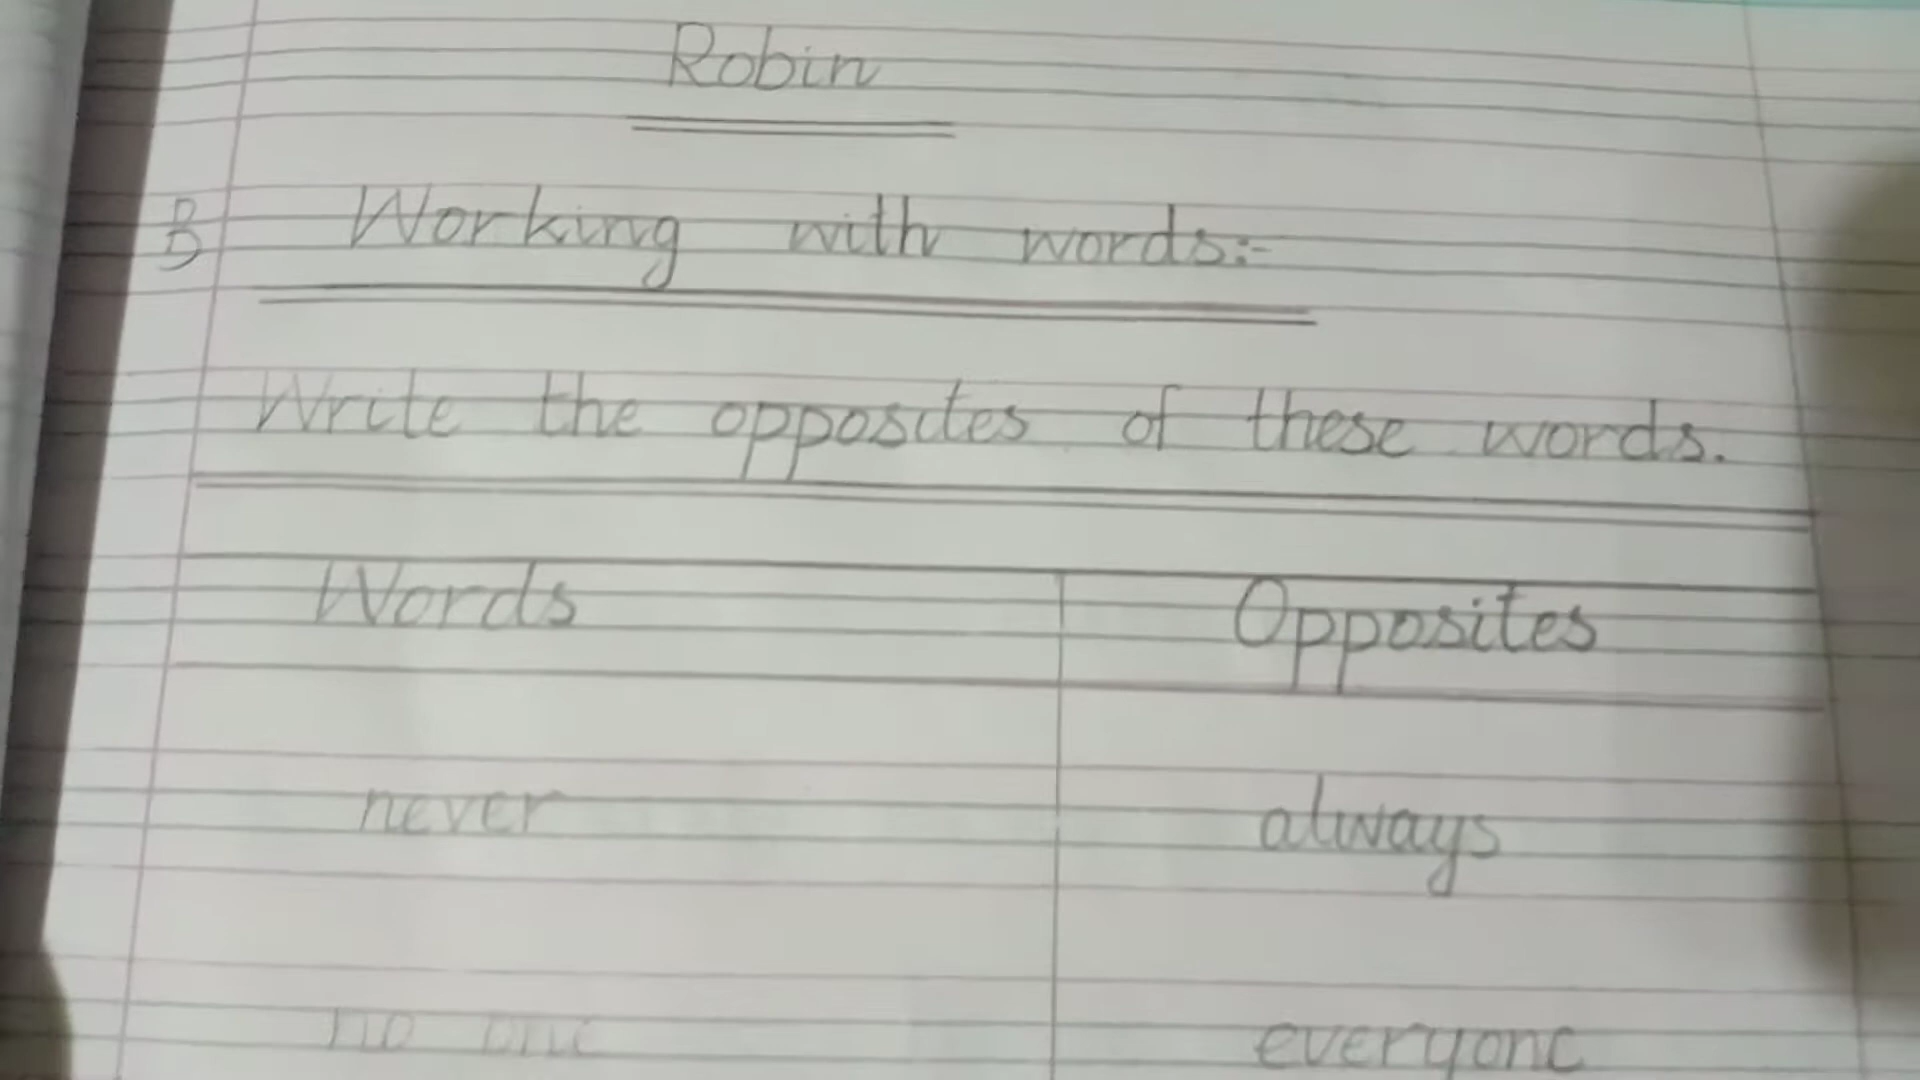 Robin
B Working with words:-
Write the opposites of these words.
Words Opposites
never always
no one everyone